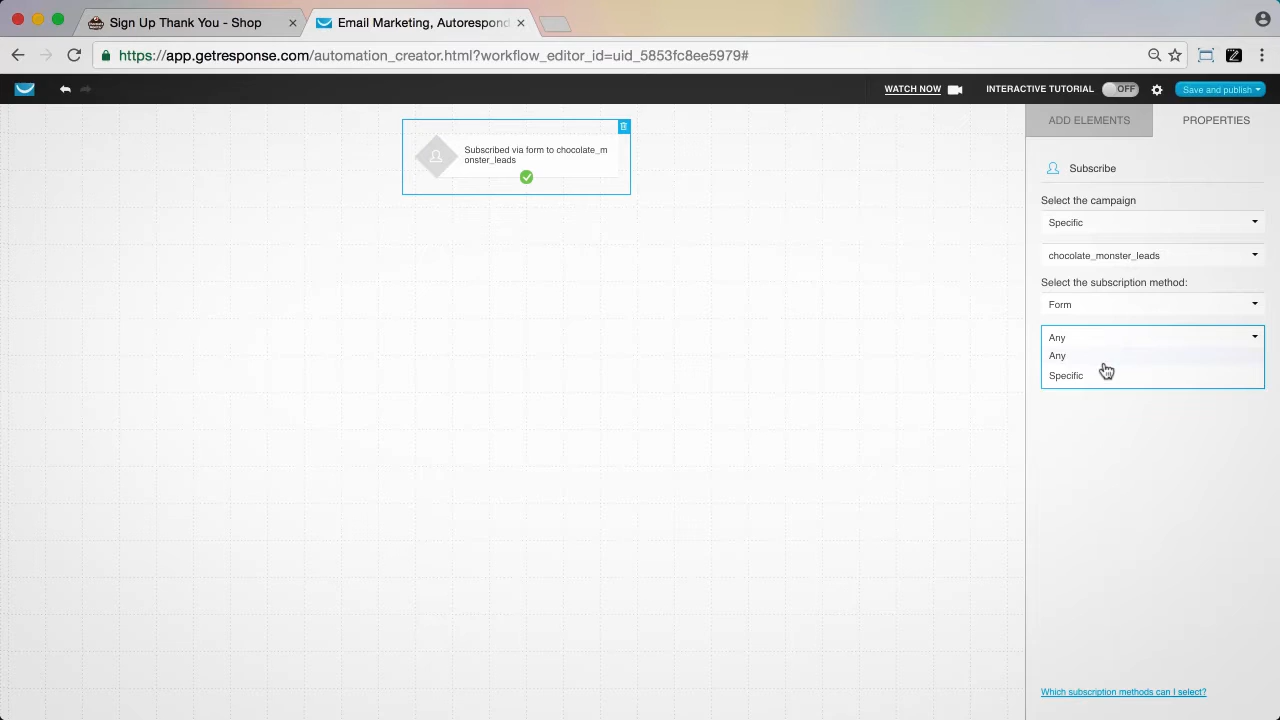 Sign Up Thank You - Shop
Email Marketing, Autorespond
https://app.getresponse.com/automation_creator.html?workflow_editor_id=uid_5853fc8ee5979#
WATCH NOW
INTERACTIVE TUTORIAL
OFF
Save and publish
ADD ELEMENTS
PROPERTIES
Subscribed via form to chocolate_m
onster_leads
Subscribe
Select the campaign
Specific
chocolate_monster_leads
Select the subscription method:
Form
Any
Any
Specific
Which subscription methods can I select?